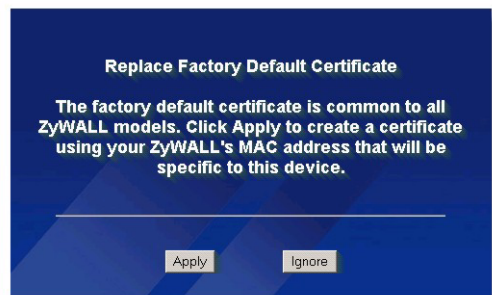 Replace Factory Default Certificate
The factory default certificate is common to all
ZyWALL models. Click Apply to create a certificate
using your ZyWALL's MAC address that will be
specific to this device.
Apply
Ignore